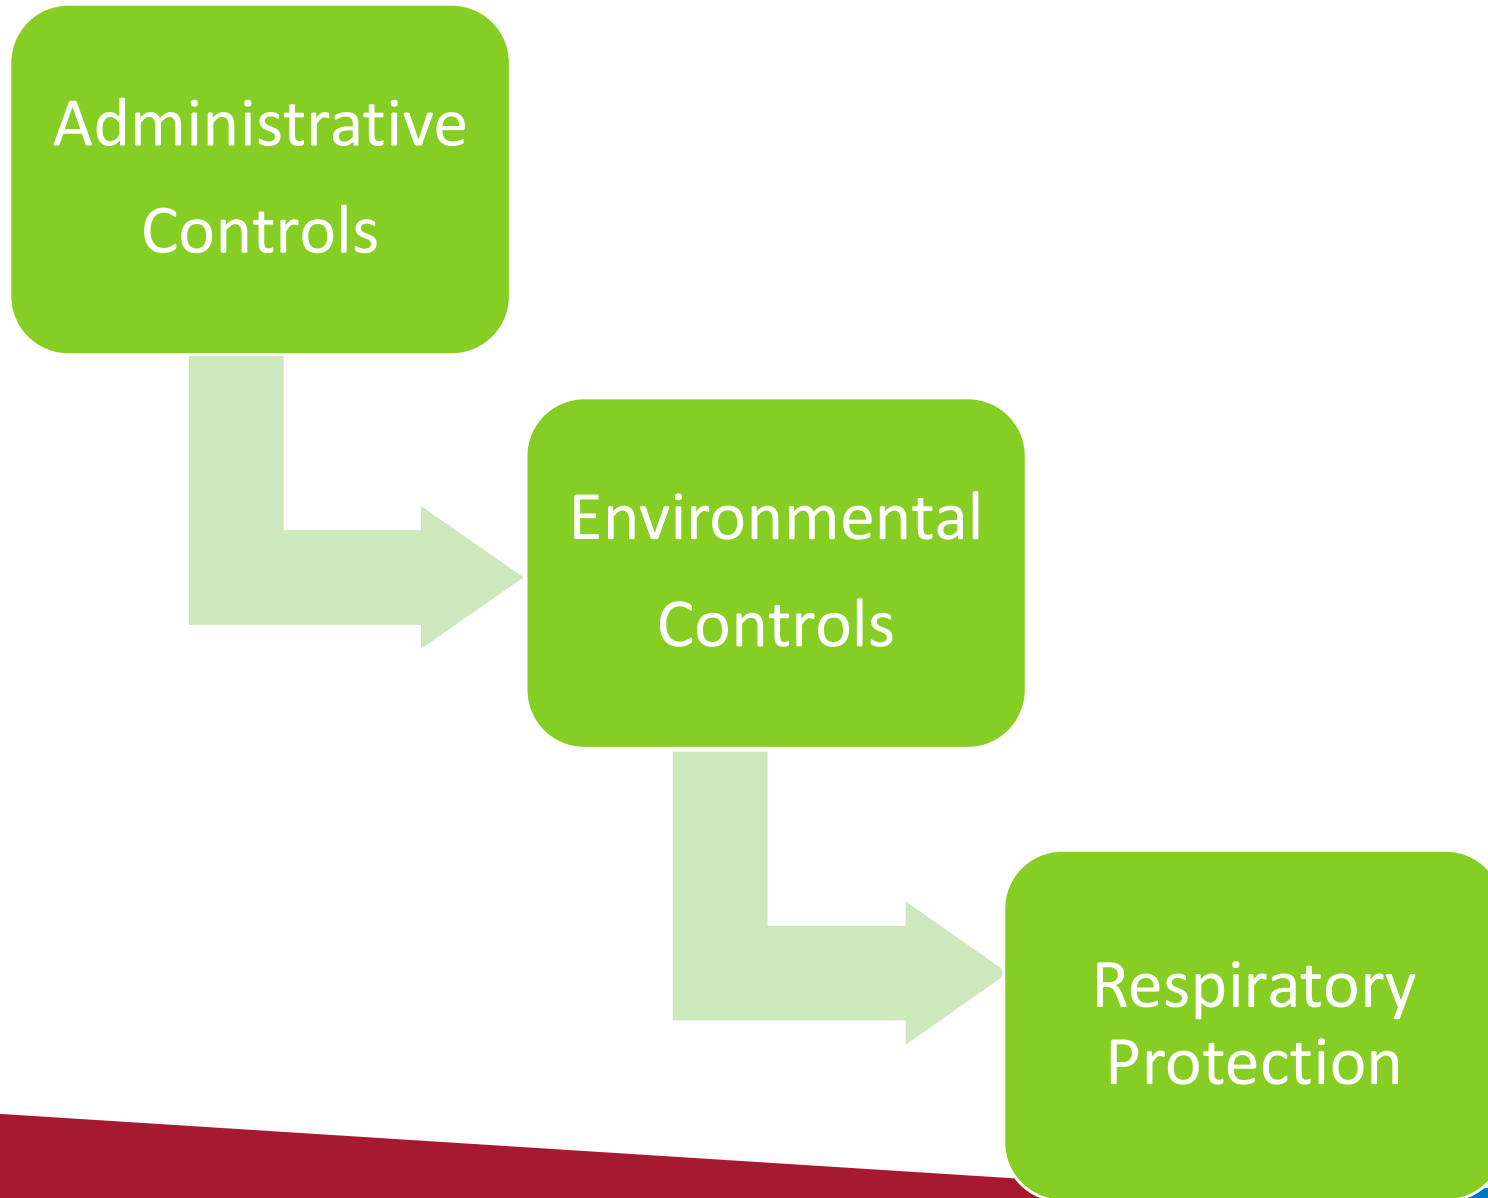 Administrative
Controls
Environmental
Controls
Respiratory
Protection